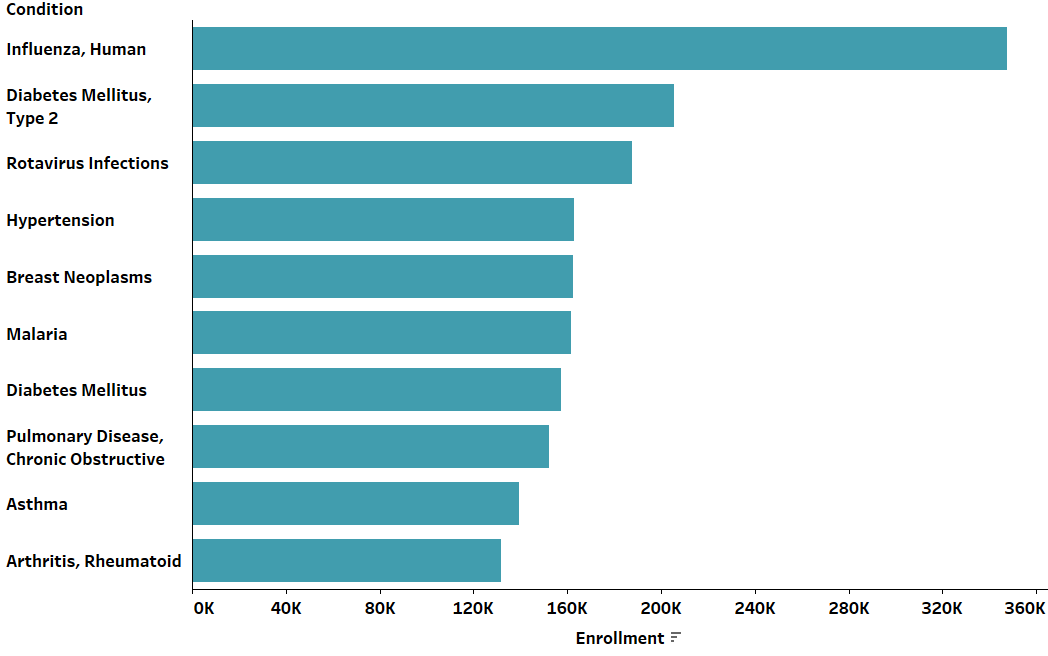 Condition
Influenza, Human
Diabetes Mellitus,
Type 2
Rotavirus Infections
Hypertension
Breast Neoplasms
Malaria
Diabetes Mellitus
Pulmonary Disease,
Chronic Obstructive
Asthma
Arthritis, Rheumatoid
0K 40K 80K 120K 160K 200K 240K 280K 320K 360K
Enrollment